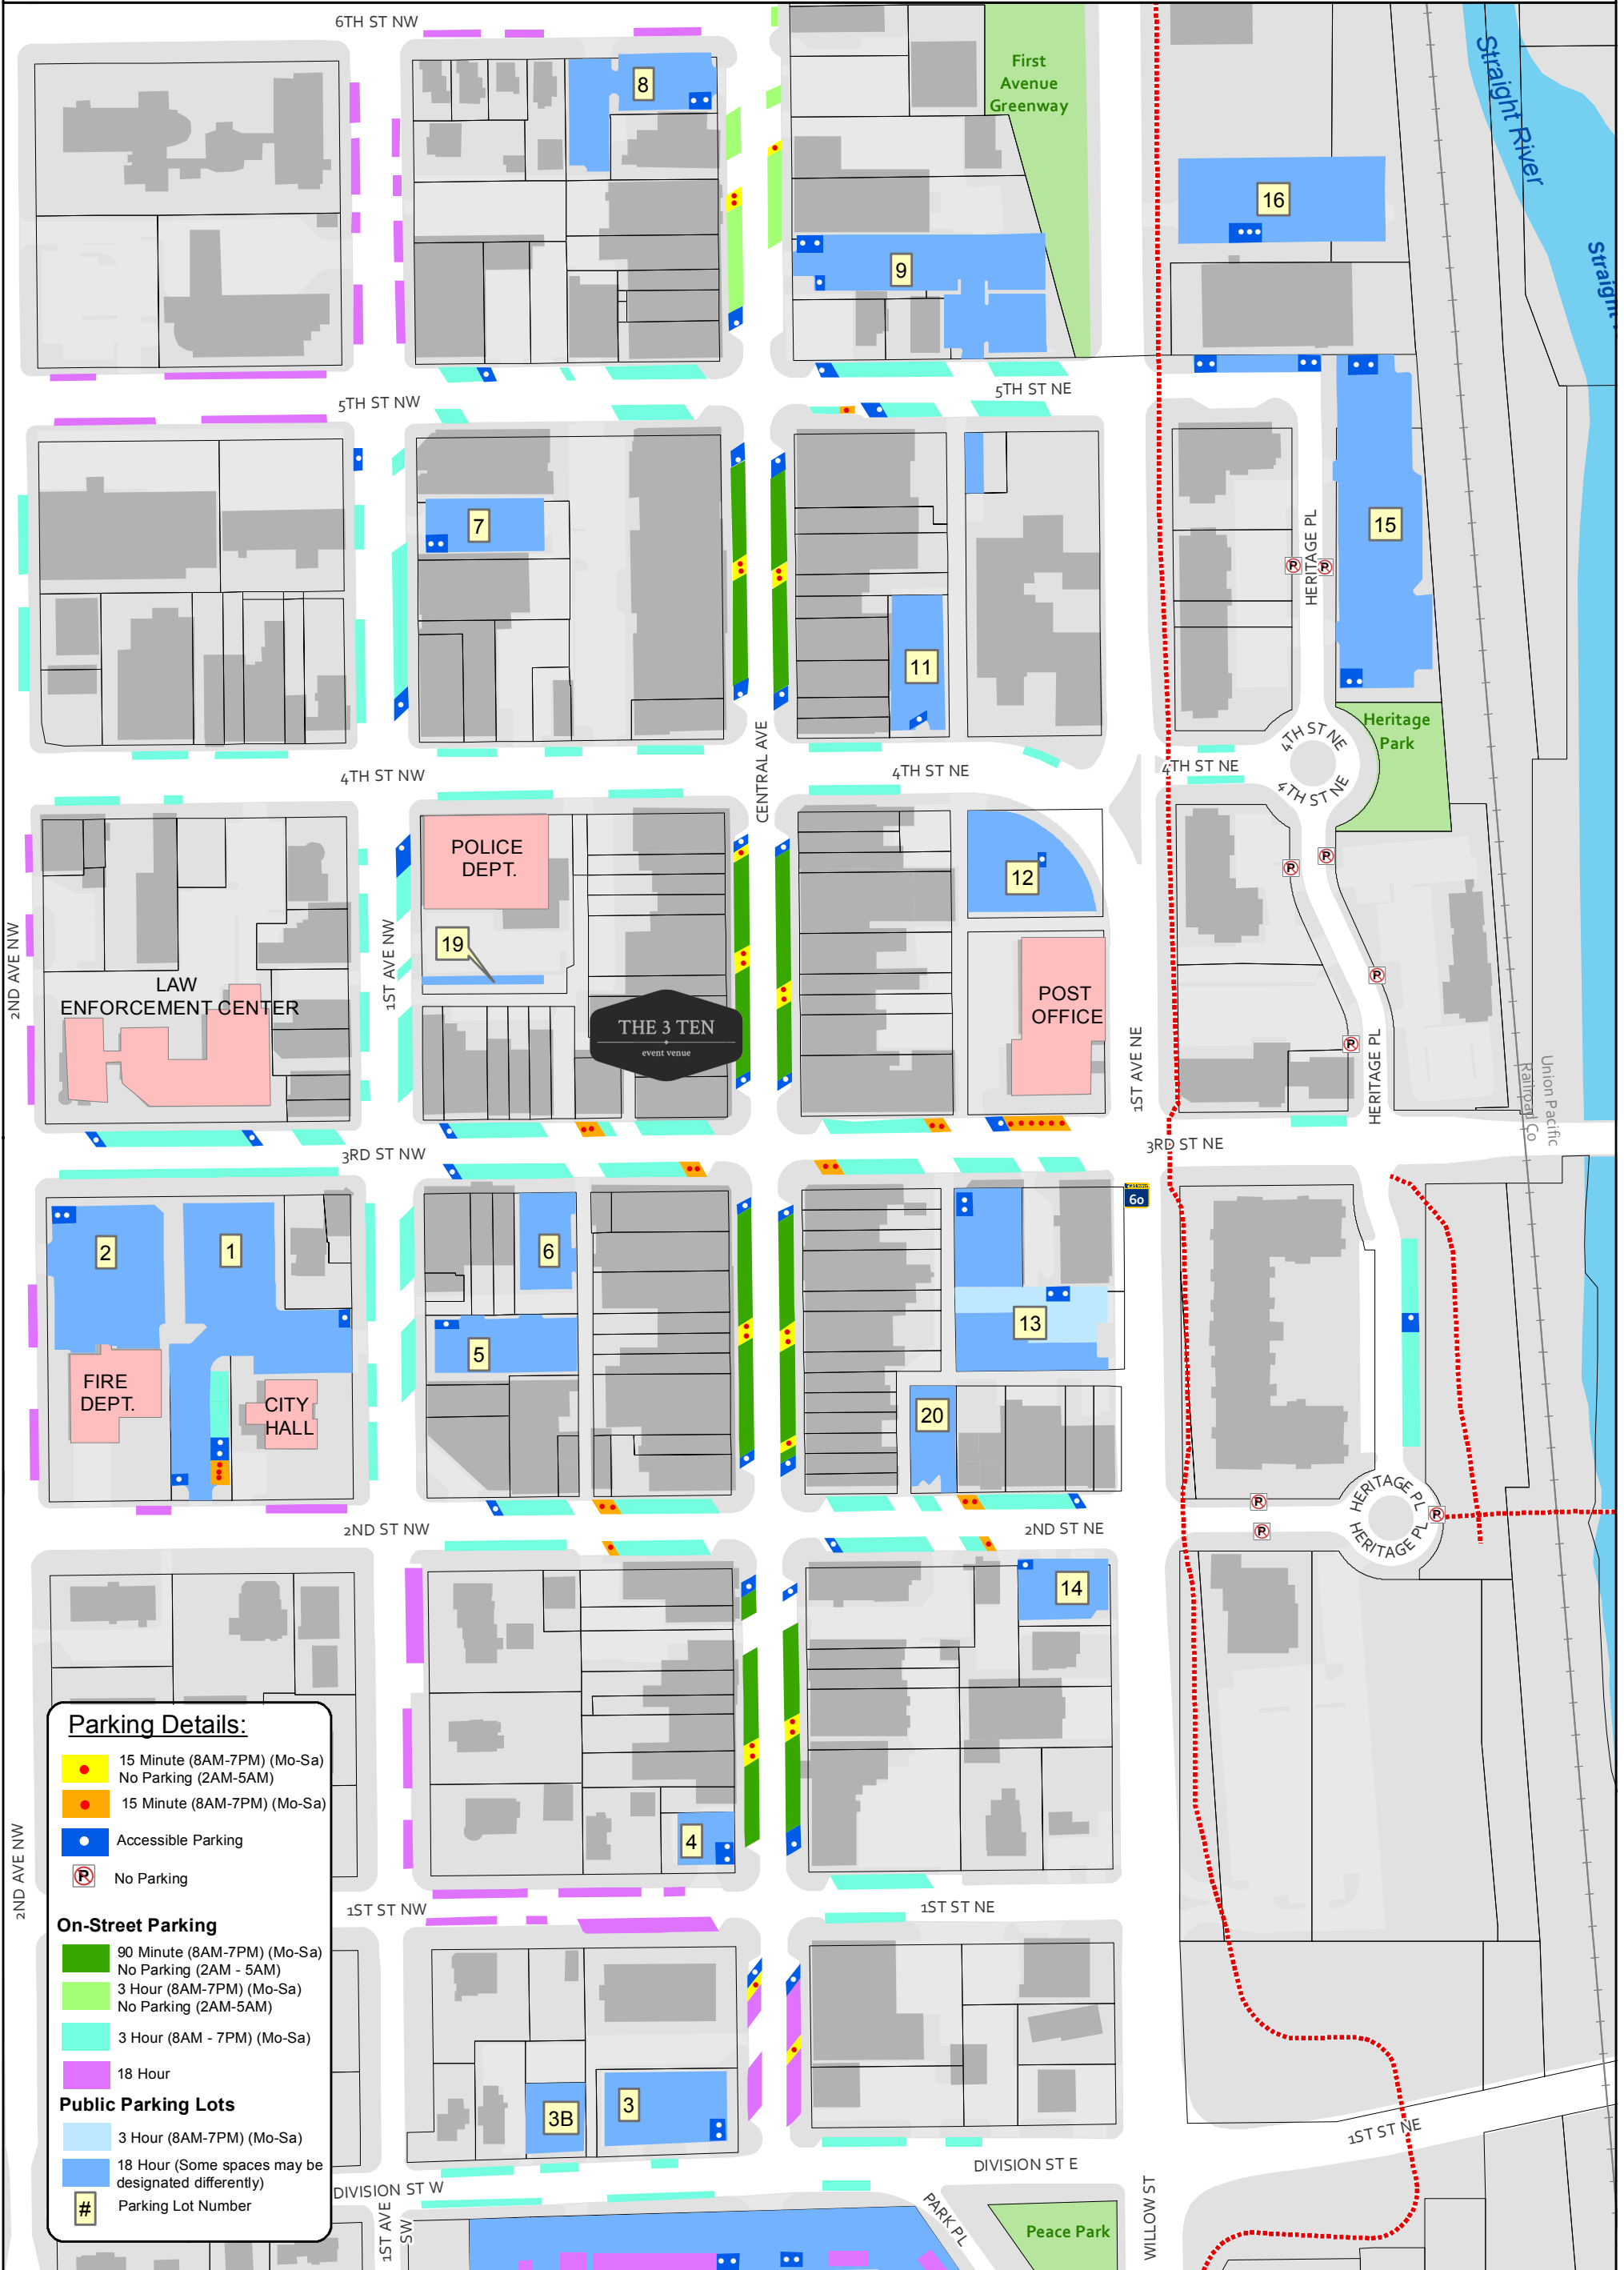 6TH ST NW
First
Avenue
Greenway
Straight River
Straight
8
16
9
5TH ST NW
5TH ST NE
7
15
HERITAGE PL
11
Heritage
Park
4TH ST NE
4TH ST NE
CENTRAL AVE
4TH ST NW
4TH ST NE
4TH ST NE
POLICE
DEPT.
12
19
2ND AVE NW
1ST AVE NW
LAW
ENFORCEMENT CENTER
THE 3 TEN
event venue
POST
OFFICE
1ST AVE NE
HERITAGE PL
Union Pacific
Railroad Co
3RD ST NW
3RD ST NE
60
2
1
6
13
5
FIRE
DEPT.
CITY
HALL
20
HERITAGE PL
HERITAGE PL
2ND ST NW
2ND ST NE
14
Parking Details:
15 Minute (8AM-7PM) (Mo-Sa)
No Parking (2AM-5AM)
15 Minute (8AM-7PM) (Mo-Sa)
Accessible Parking
P
No Parking
On-Street Parking
90 Minute (8AM-7PM) (Mo-Sa)
No Parking (2AM - 5AM)
3 Hour (8AM-7PM) (Mo-Sa)
No Parking (2AM-5AM)
3 Hour (8AM - 7PM) (Mo-Sa)
18 Hour
Public Parking Lots
3 Hour (8AM-7PM) (Mo-Sa)
18 Hour (Some spaces may be
designated differently)
#
Parking Lot Number
2ND AVE NW
4
1ST ST NW
1ST ST NE
3B
3
1ST ST NE
DIVISION ST W
DIVISION ST E
1ST AVE
SW
PARK PL
Peace Park
WILLOW ST